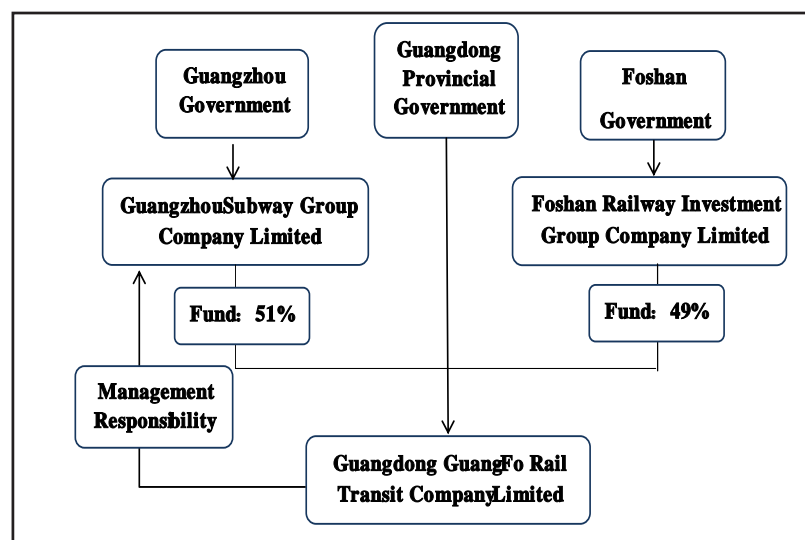 Guangzhou
Government
Guangdong
Provincial
Government
Foshan
Government
GuangzhouSubway Group
Company Limited
Foshan Railway Investment
Group Company Limited
Fund: 51%
Fund: 49%
Management
Responsibility
Guangdong GuangFo Rail
Transit CompanyLimited